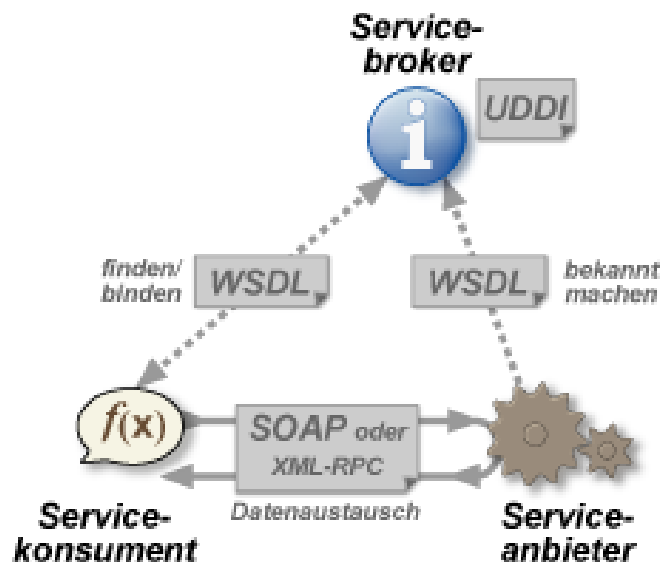 Service-
broker
UDDI
i
finden/
binden
WSDL
WSDL
bekannt
machen
f(x)
SOAP oder
XML-RPC
Datenaustausch
Service-
konsument
Service-
anbieter